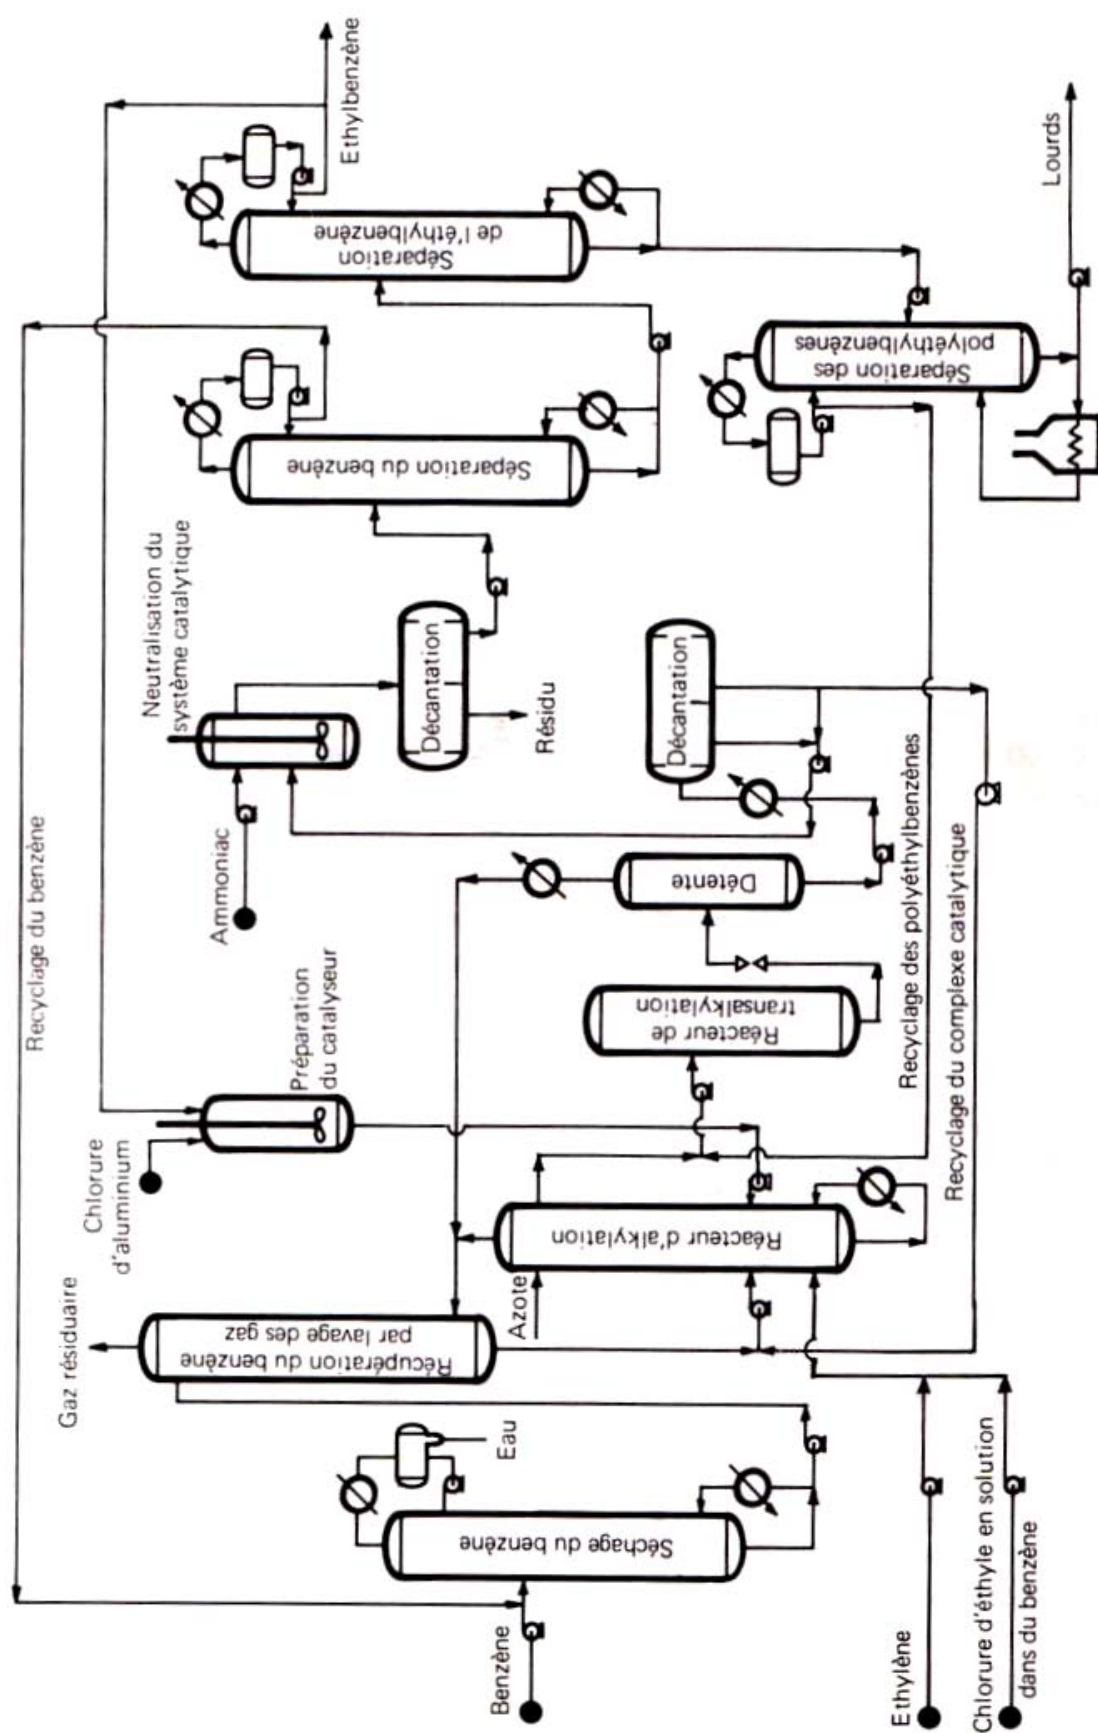 Recyclage du benzène
Gaz résiduaire
Chlorure
d'aluminium
Préparation
du catalyseur
Ammoniac
Neutralisation du
système catalytique
Ethylbenzène
Récupération du benzène
par lavage des gaz
Décantation
Résidu
Séparation du benzène
Séparation
de l'éthylbenzène
Eau
Azote
Séchage du benzène
Benzène
Réacteur d'alkylation
Réacteur de
transalkylation
Détente
Décantation
Séparation des
polyéthylbenzènes
Lourds
Recyclage des polyéthylbenzènes
Recyclage du complexe catalytique
Ethylène
Chlorure d'éthyle en solution
dans du benzène